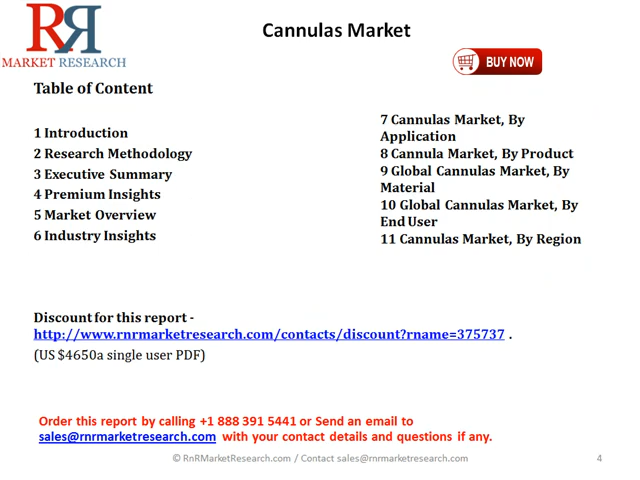 RR
MARKET RESEARCH
Cannulas Market
BUY NOW
Table of Content
1 Introduction
2 Research Methodology
3 Executive Summary
4 Premium Insights
5 Market Overview
6 Industry Insights
7 Cannulas Market, By
Application
8 Cannula Market, By Product
9 Global Cannulas Market, By
Material
10 Global Cannulas Market, By
End User
11 Cannulas Market, By Region
Discount for this report -
http://www.rnrmarketresearch.com/contacts/discount?rname=375737 .
(US $4650a single user PDF)
Order this report by calling +1 888 391 5441 or Send an email to
sales@rnrmarketresearch.com with your contact details and questions if any.
© RnRMarketResearch.com / Contact sales@rnrmarketresearch.com
4